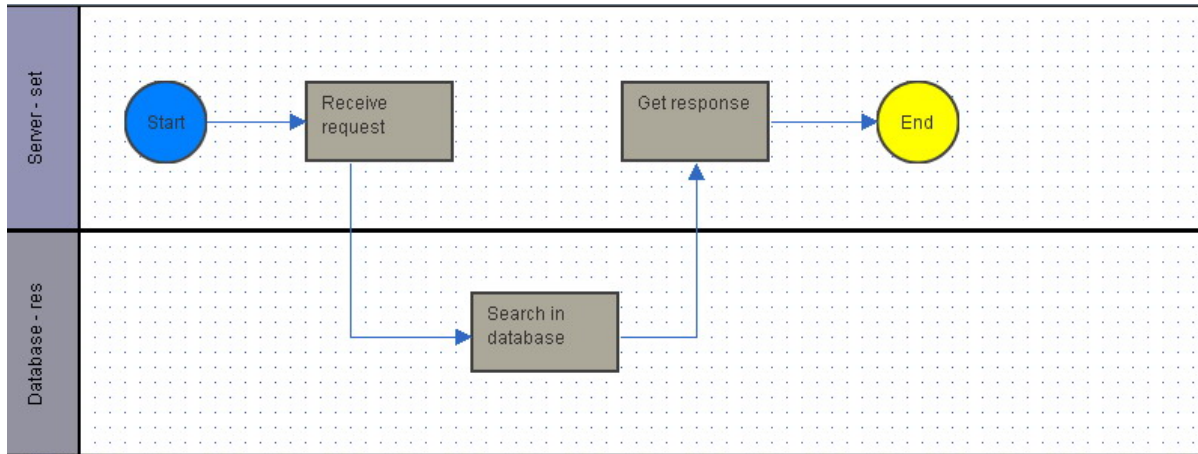 Server - set
Start
Receive
request
Get response
End
Database - res
Search in
database